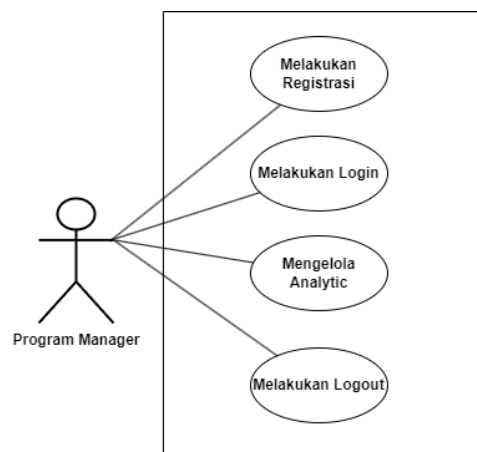 Melakukan
Registrasi
Melakukan Login
Mengelola
Analytic
Program Manager
Melakukan Logout